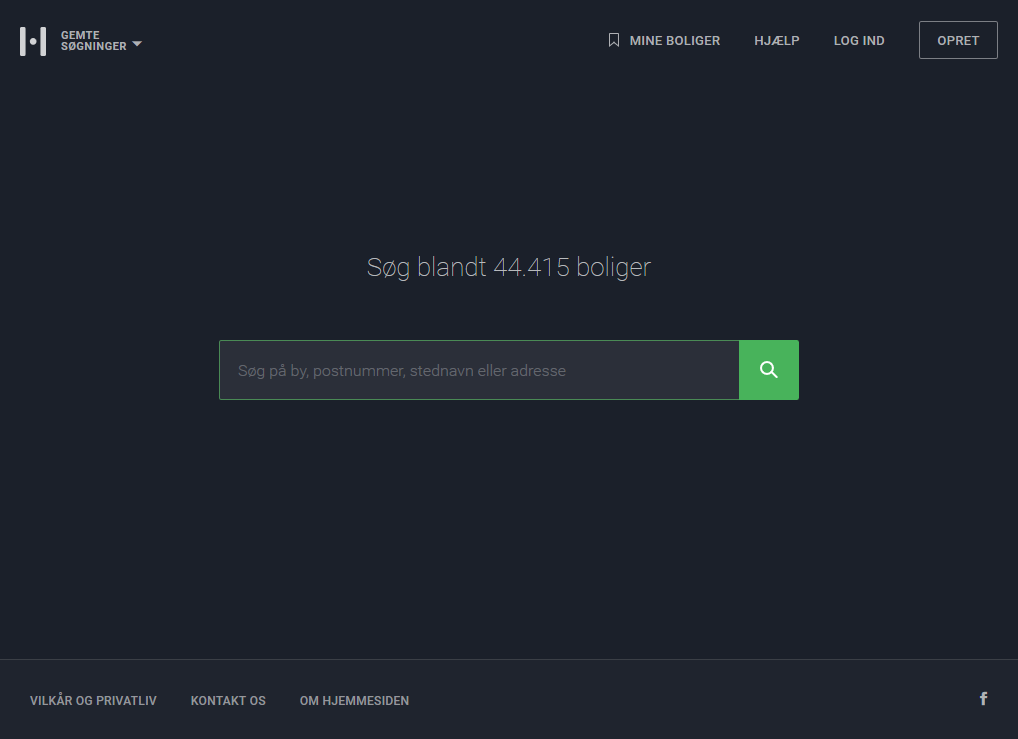 GEMTE
SØGNINGER
MINE BOLIGER
HJÆLP
LOG IND
OPRET
Søg blandt 44.415 boliger
Søg på by, postnummer, stednavn eller adresse
VILKÅR OG PRIVATLIV
KONTAKT OS
OM HJEMMESIDEN